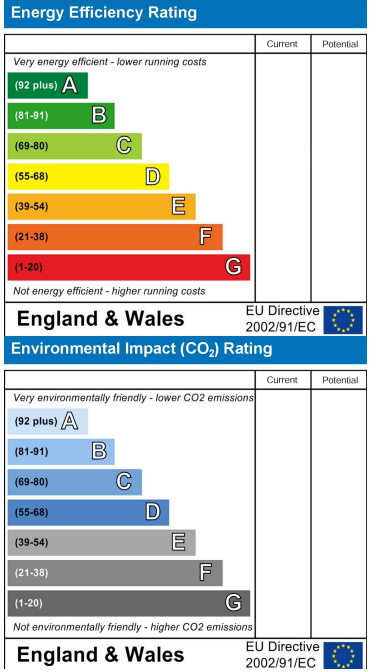 Energy Efficiency Rating
Current Potential
Very energy efficient - lower running costs
(92 plus) A
(81-91) B
(69-80) C
(55-68) D
(39-54) E
(21-38) F
(1-20) G
Not energy efficient - higher running costs
England & Wales EU Directive 2002/91/EC
Environmental Impact (CO₂) Rating
Current Potential
Very environmentally friendly - lower CO2 emissions
(92 plus) A
(81-91) B
(69-80) C
(55-68) D
(39-54) E
(21-38) F
(1-20) G
Not environmentally friendly - higher CO2 emissions
England & Wales EU Directive 2002/91/EC